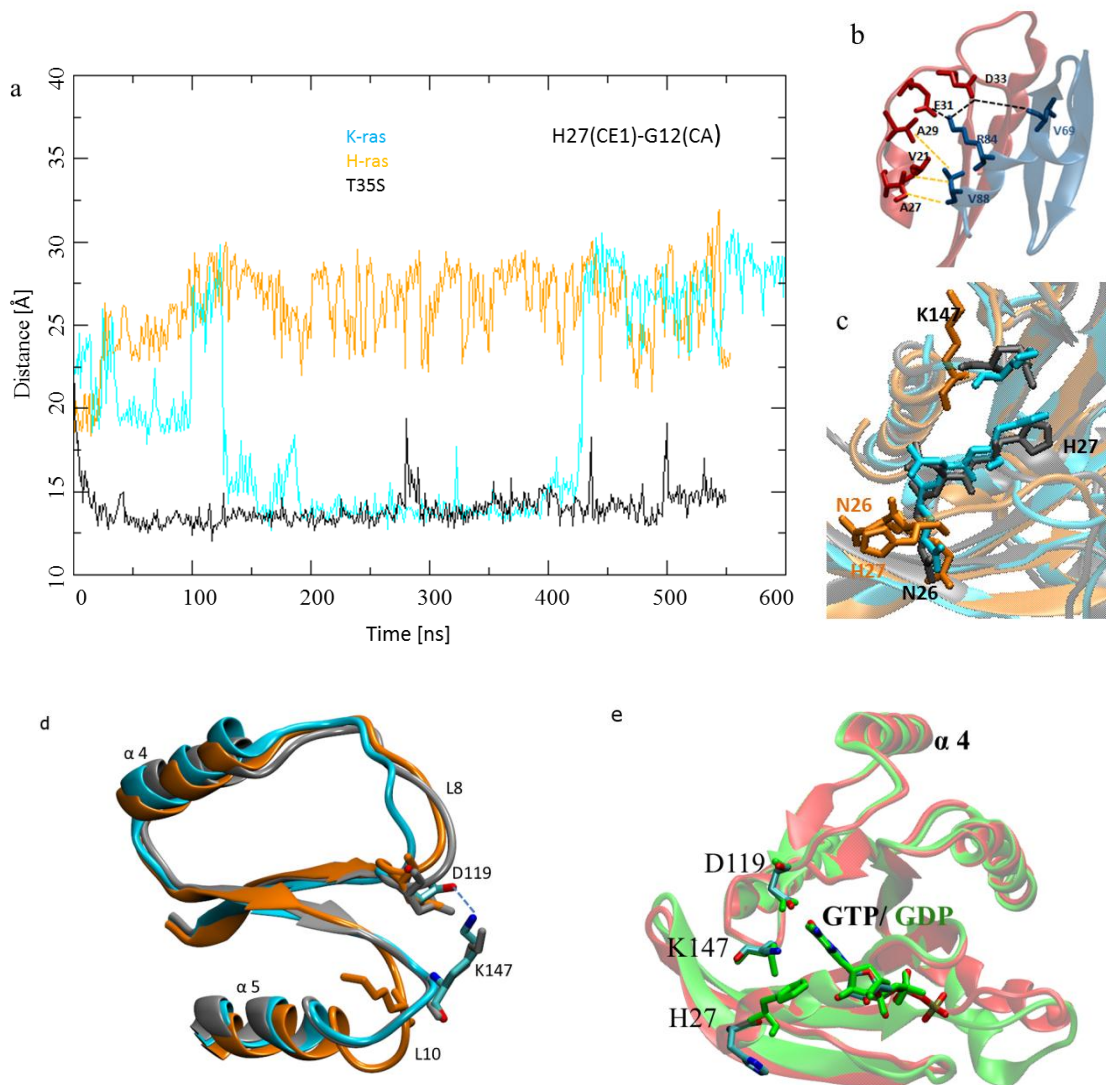 a
40
35
30
25
20
15
10
Distance [Å]
K-ras
H-ras
T35S
H27(CE1)-G12(CA)
0 100 200 300 400 500 600
Time [ns]
b
D33
E31
A29
R84
V69
V21
V88
A27
c
K147
H27
N26
H27
N26
d
α 4
L8
D119
K147
α 5
L10
e
α 4
D119
GTP/ GDP
K147
H27